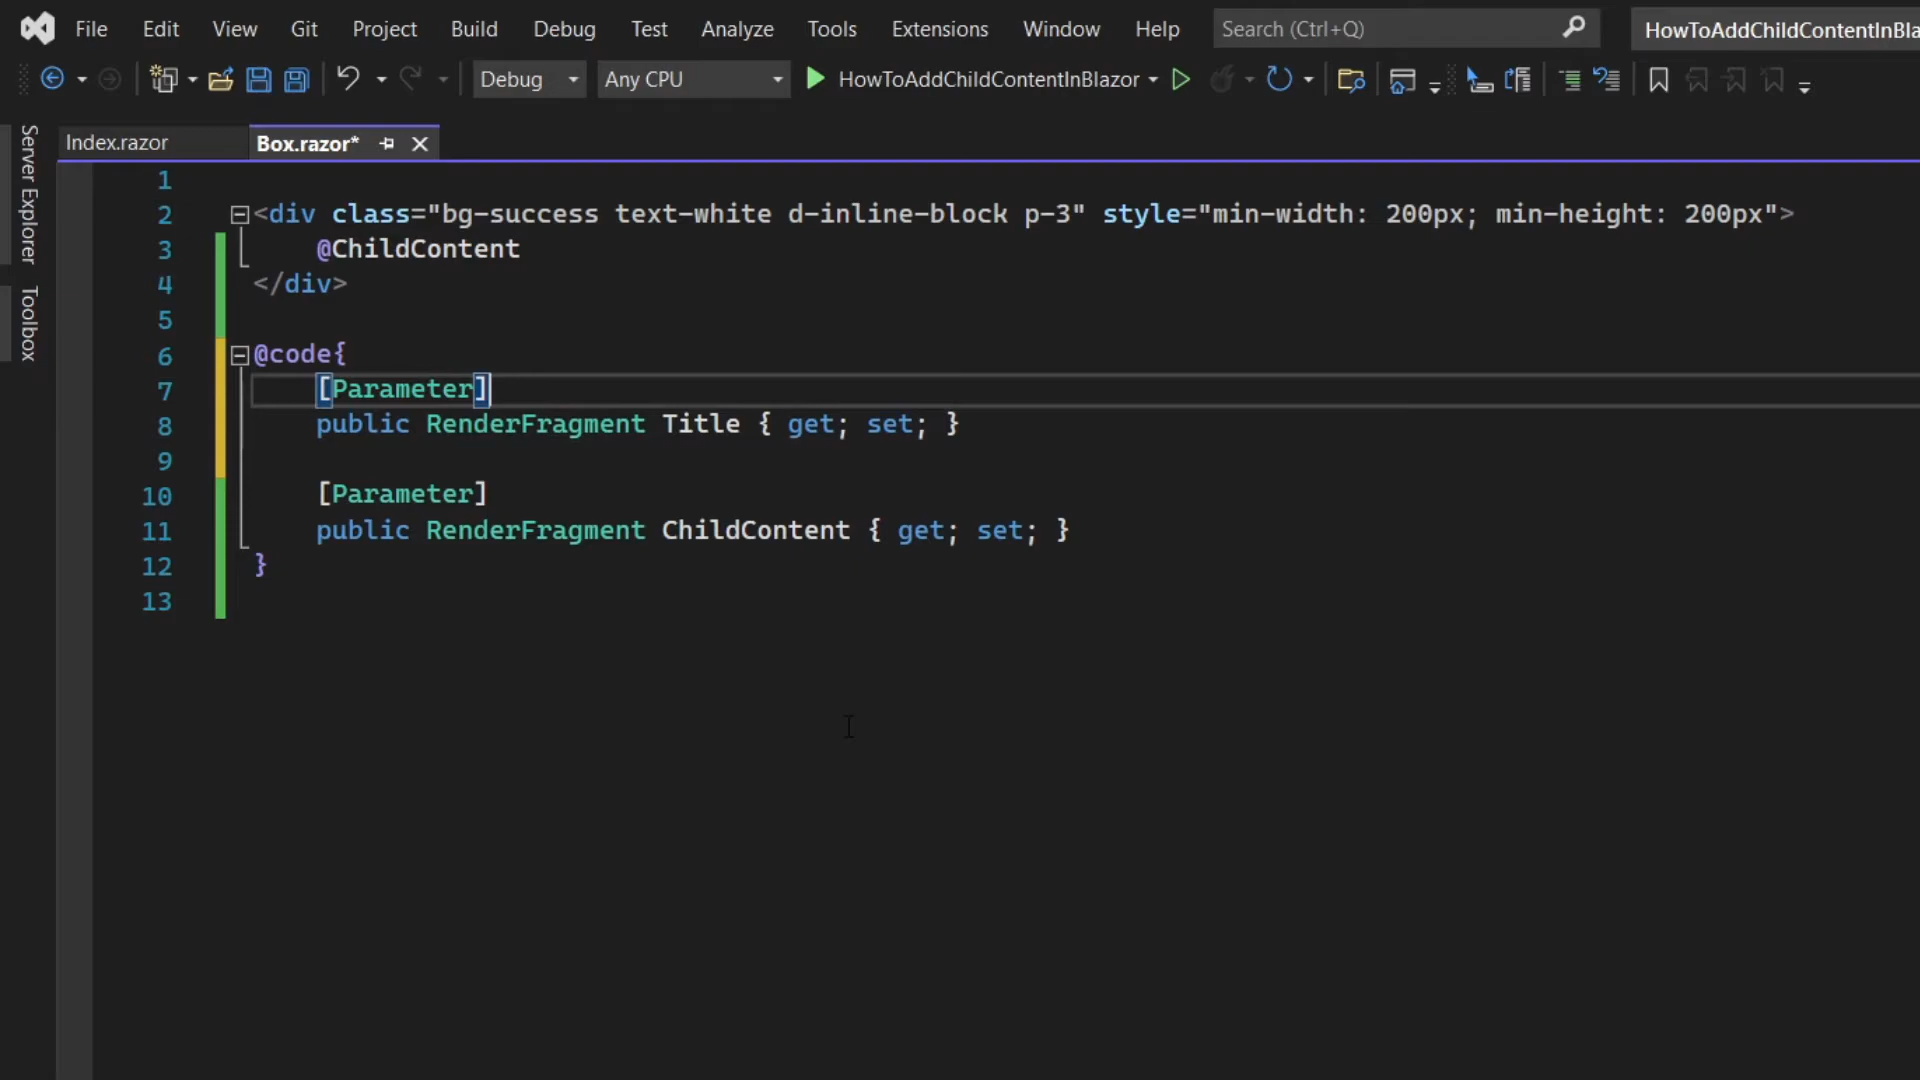 File Edit View Git Project Build Debug Test Analyze Tools Extensions Window Help Search (Ctrl+Q) HowToAddChildContentInBla
Debug Any CPU HowToAddChildContentInBlazor
Server Explorer
Toolbox
Index.razor Box.razor*
1
2 <div class="bg-success text-white d-inline-block p-3" style="min-width: 200px; min-height: 200px">
3 @ChildContent
4 </div>
5
6 @code{
7 [Parameter]
8 public RenderFragment Title { get; set; }
9
10 [Parameter]
11 public RenderFragment ChildContent { get; set; }
12 }
13